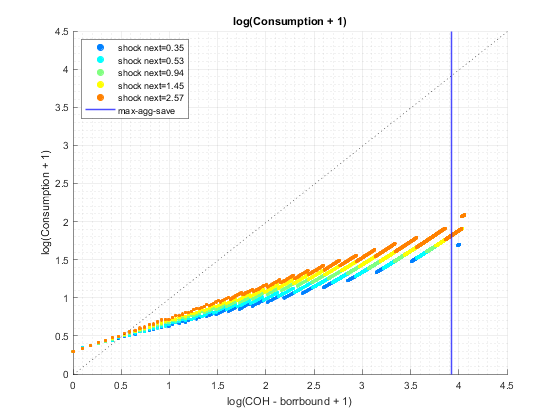 log(Consumption + 1)
4.5
4
3.5
3
2.5
2
1.5
1
0.5
0
log(Consumption + 1)
shock next=0.35
shock next=0.53
shock next=0.94
shock next=1.45
shock next=2.57
max-agg-save
0 0.5 1 1.5 2 2.5 3 3.5 4 4.5
log(COH - borrbound + 1)